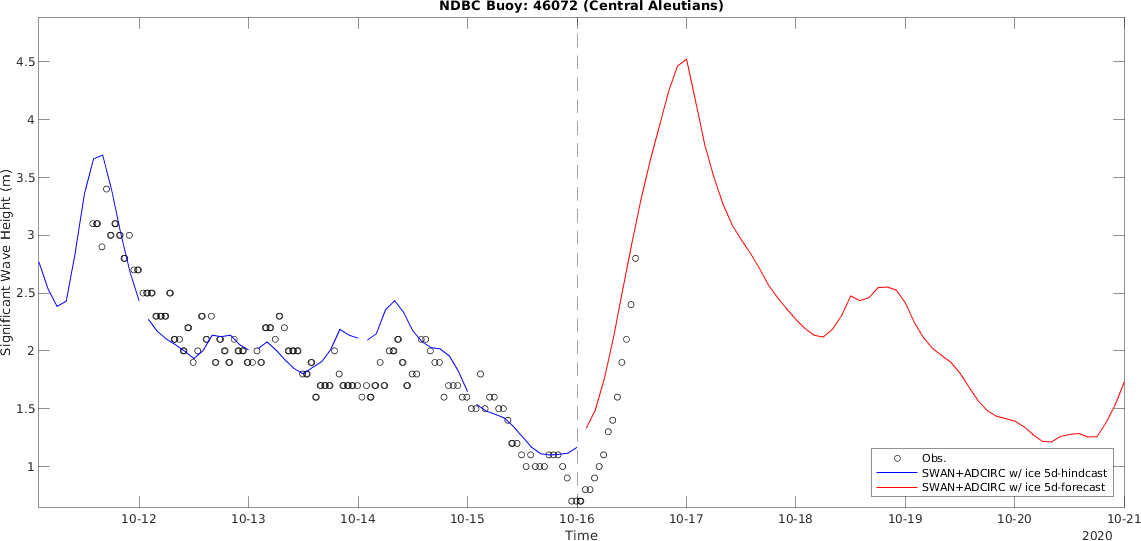 NDBC Buoy: 46072 (Central Aleutians)
Significant Wave Height (m)
4.5
4
3.5
3
2.5
2
1.5
1
10-12 10-13 10-14 10-15 10-16 10-17 10-18 10-19 10-20 10-21
Time
2020
Obs.
SWAN+ADCIRC w/ ice 5d-hindcast
SWAN+ADCIRC w/ ice 5d-forecast